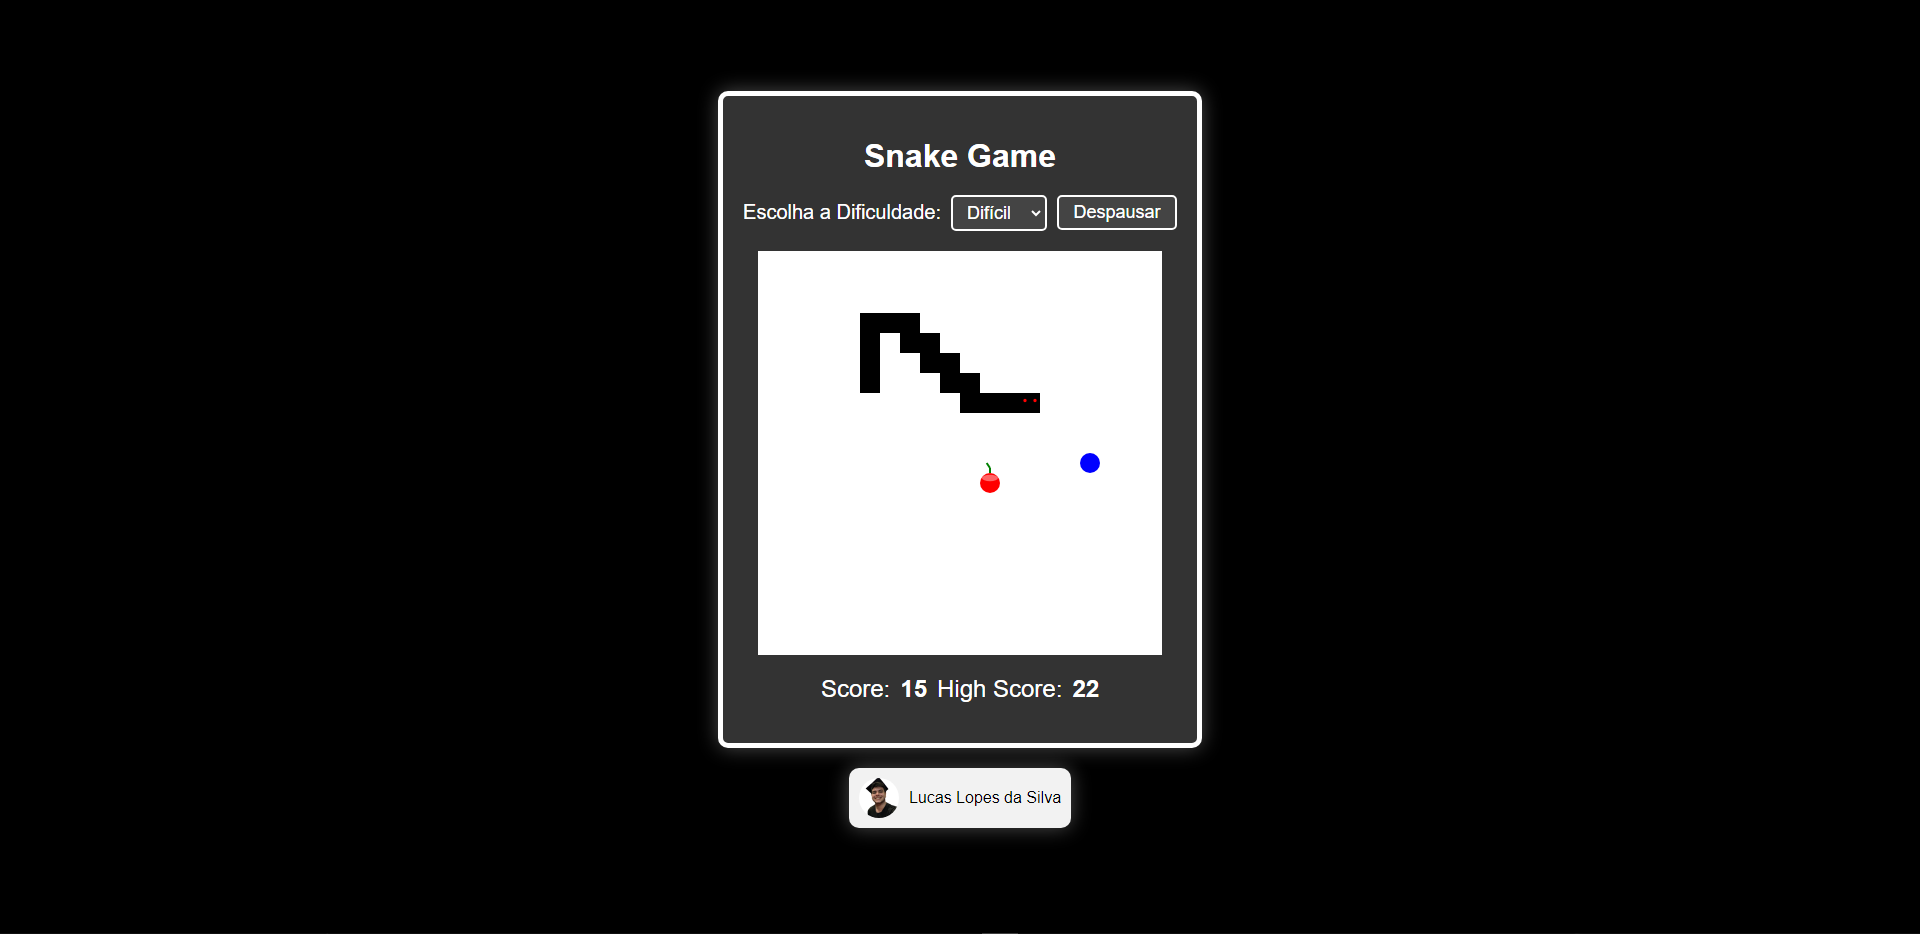 Snake Game
Escolha a Dificuldade: Difícil Despausar
Score: 15 High Score: 22
Lucas Lopes da Silva